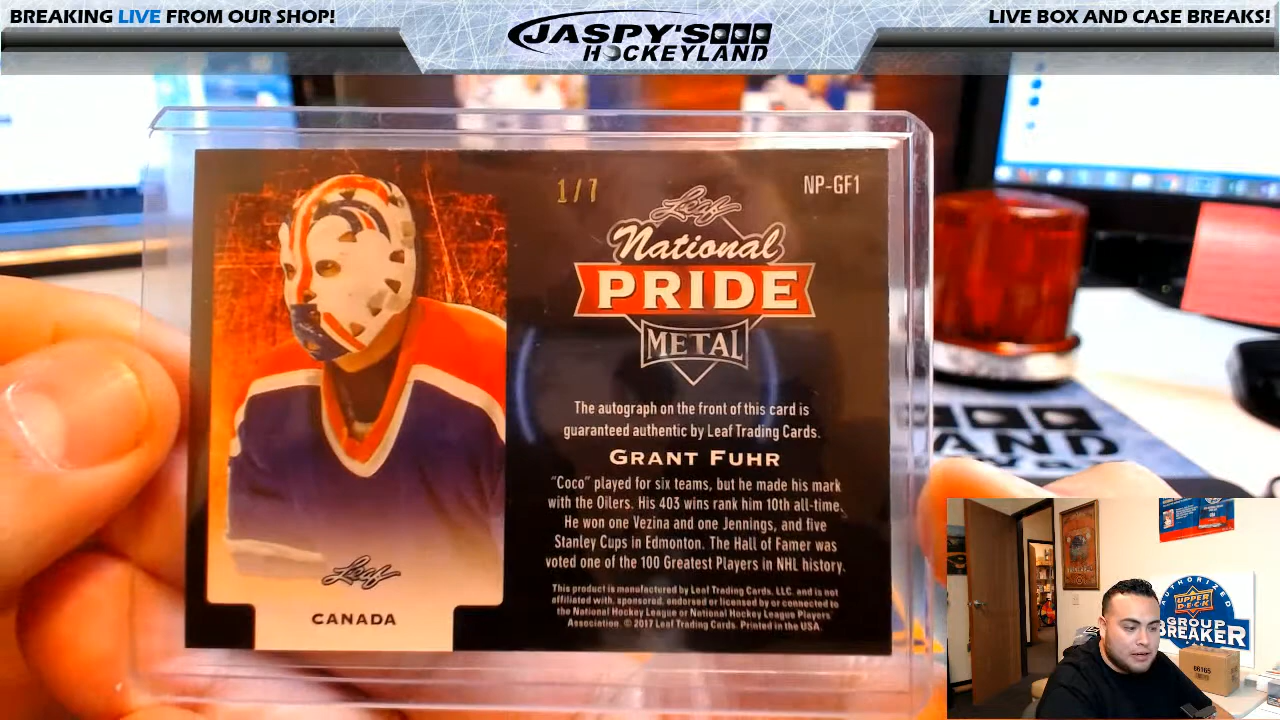 BREAKING LIVE FROM OUR SHOP!
JASPY'S
HOCKEYLAND
LIVE BOX AND CASE BREAKS!
1/7
NP-GF1
Leaf
National
PRIDE
METAL
The autograph on the front of this card is
guaranteed authentic by Leaf Trading Cards.
GRANT FUHR
"Coco" played for six teams, but he made his mark
with the Oilers. His 403 wins rank him 10th all-time.
He won one Vezina and one Jennings, and five
Stanley Cups in Edmonton. The Hall of Famer was
voted one of the 100 Greatest Players in NHL history.
This product is manufactured by Leaf Trading Cards, LLC. and is not
affiliated with, sponsored, endorsed or licensed by or connected to
the National Hockey League or National Hockey League Players'
Association. © 2017 Leaf Trading Cards. Printed in the USA.
Leaf
CANADA
LAND
AUTHORIZED
UPPER
DECK
GROUP
BREAKER
66165